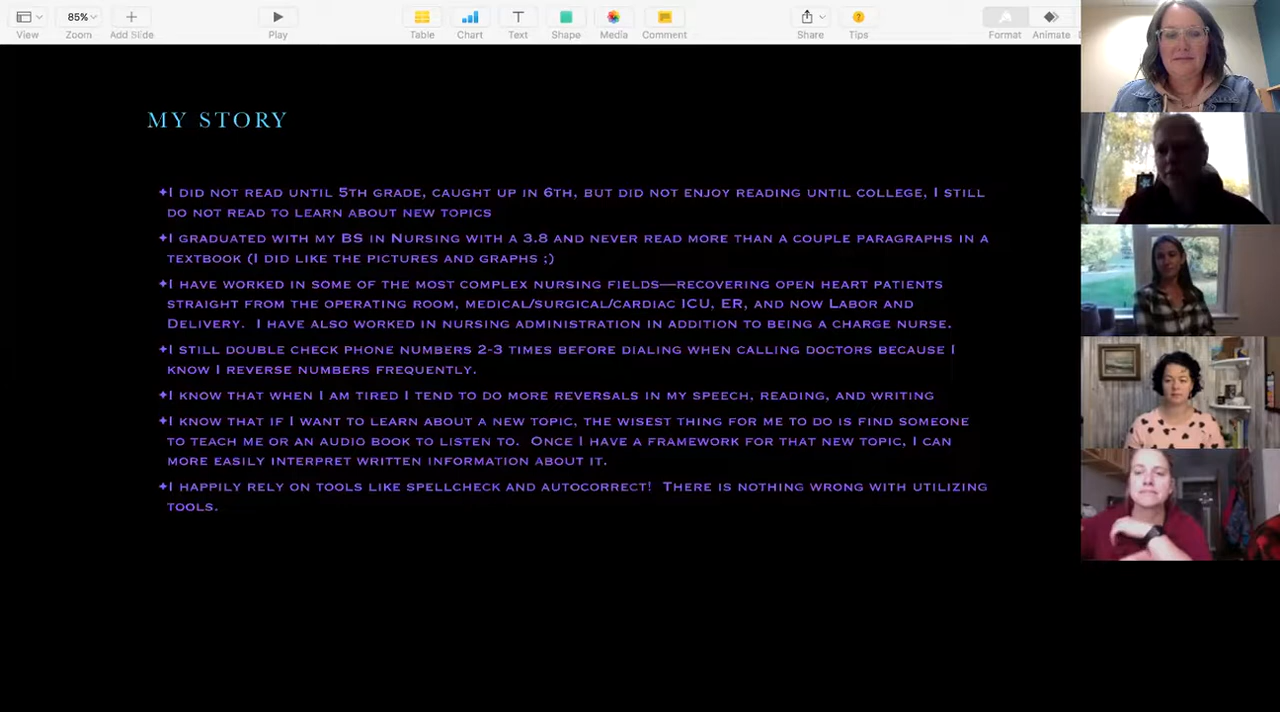 View
85%
Zoom
Add Slide
Play
Table
Chart
Text
Shape
Media
Comment
Share
Tips
Format
Animate
MY STORY
✦I DID NOT READ UNTIL 5TH GRADE, CAUGHT UP IN 6TH, BUT DID NOT ENJOY READING UNTIL COLLEGE, I STILL
DO NOT READ TO LEARN ABOUT NEW TOPICS
✦I GRADUATED WITH MY BS IN NURSING WITH A 3.8 AND NEVER READ MORE THAN A COUPLE PARAGRAPHS IN A
TEXTBOOK (I DID LIKE THE PICTURES AND GRAPHS ;)
✦I HAVE WORKED IN SOME OF THE MOST COMPLEX NURSING FIELDS—RECOVERING OPEN HEART PATIENTS
STRAIGHT FROM THE OPERATING ROOM, MEDICAL/SURGICAL/CARDIAC ICU, ER, AND NOW LABOR AND
DELIVERY. I HAVE ALSO WORKED IN NURSING ADMINISTRATION IN ADDITION TO BEING A CHARGE NURSE.
✦I STILL DOUBLE CHECK PHONE NUMBERS 2-3 TIMES BEFORE DIALING WHEN CALLING DOCTORS BECAUSE I
KNOW I REVERSE NUMBERS FREQUENTLY.
✦I KNOW THAT WHEN I AM TIRED I TEND TO DO MORE REVERSALS IN MY SPEECH, READING, AND WRITING
✦I KNOW THAT IF I WANT TO LEARN ABOUT A NEW TOPIC, THE WISEST THING FOR ME TO DO IS FIND SOMEONE
TO TEACH ME OR AN AUDIO BOOK TO LISTEN TO. ONCE I HAVE A FRAMEWORK FOR THAT NEW TOPIC, I CAN
MORE EASILY INTERPRET WRITTEN INFORMATION ABOUT IT.
✦I HAPPILY RELY ON TOOLS LIKE SPELLCHECK AND AUTOCORRECT! THERE IS NOTHING WRONG WITH UTILIZING
TOOLS.